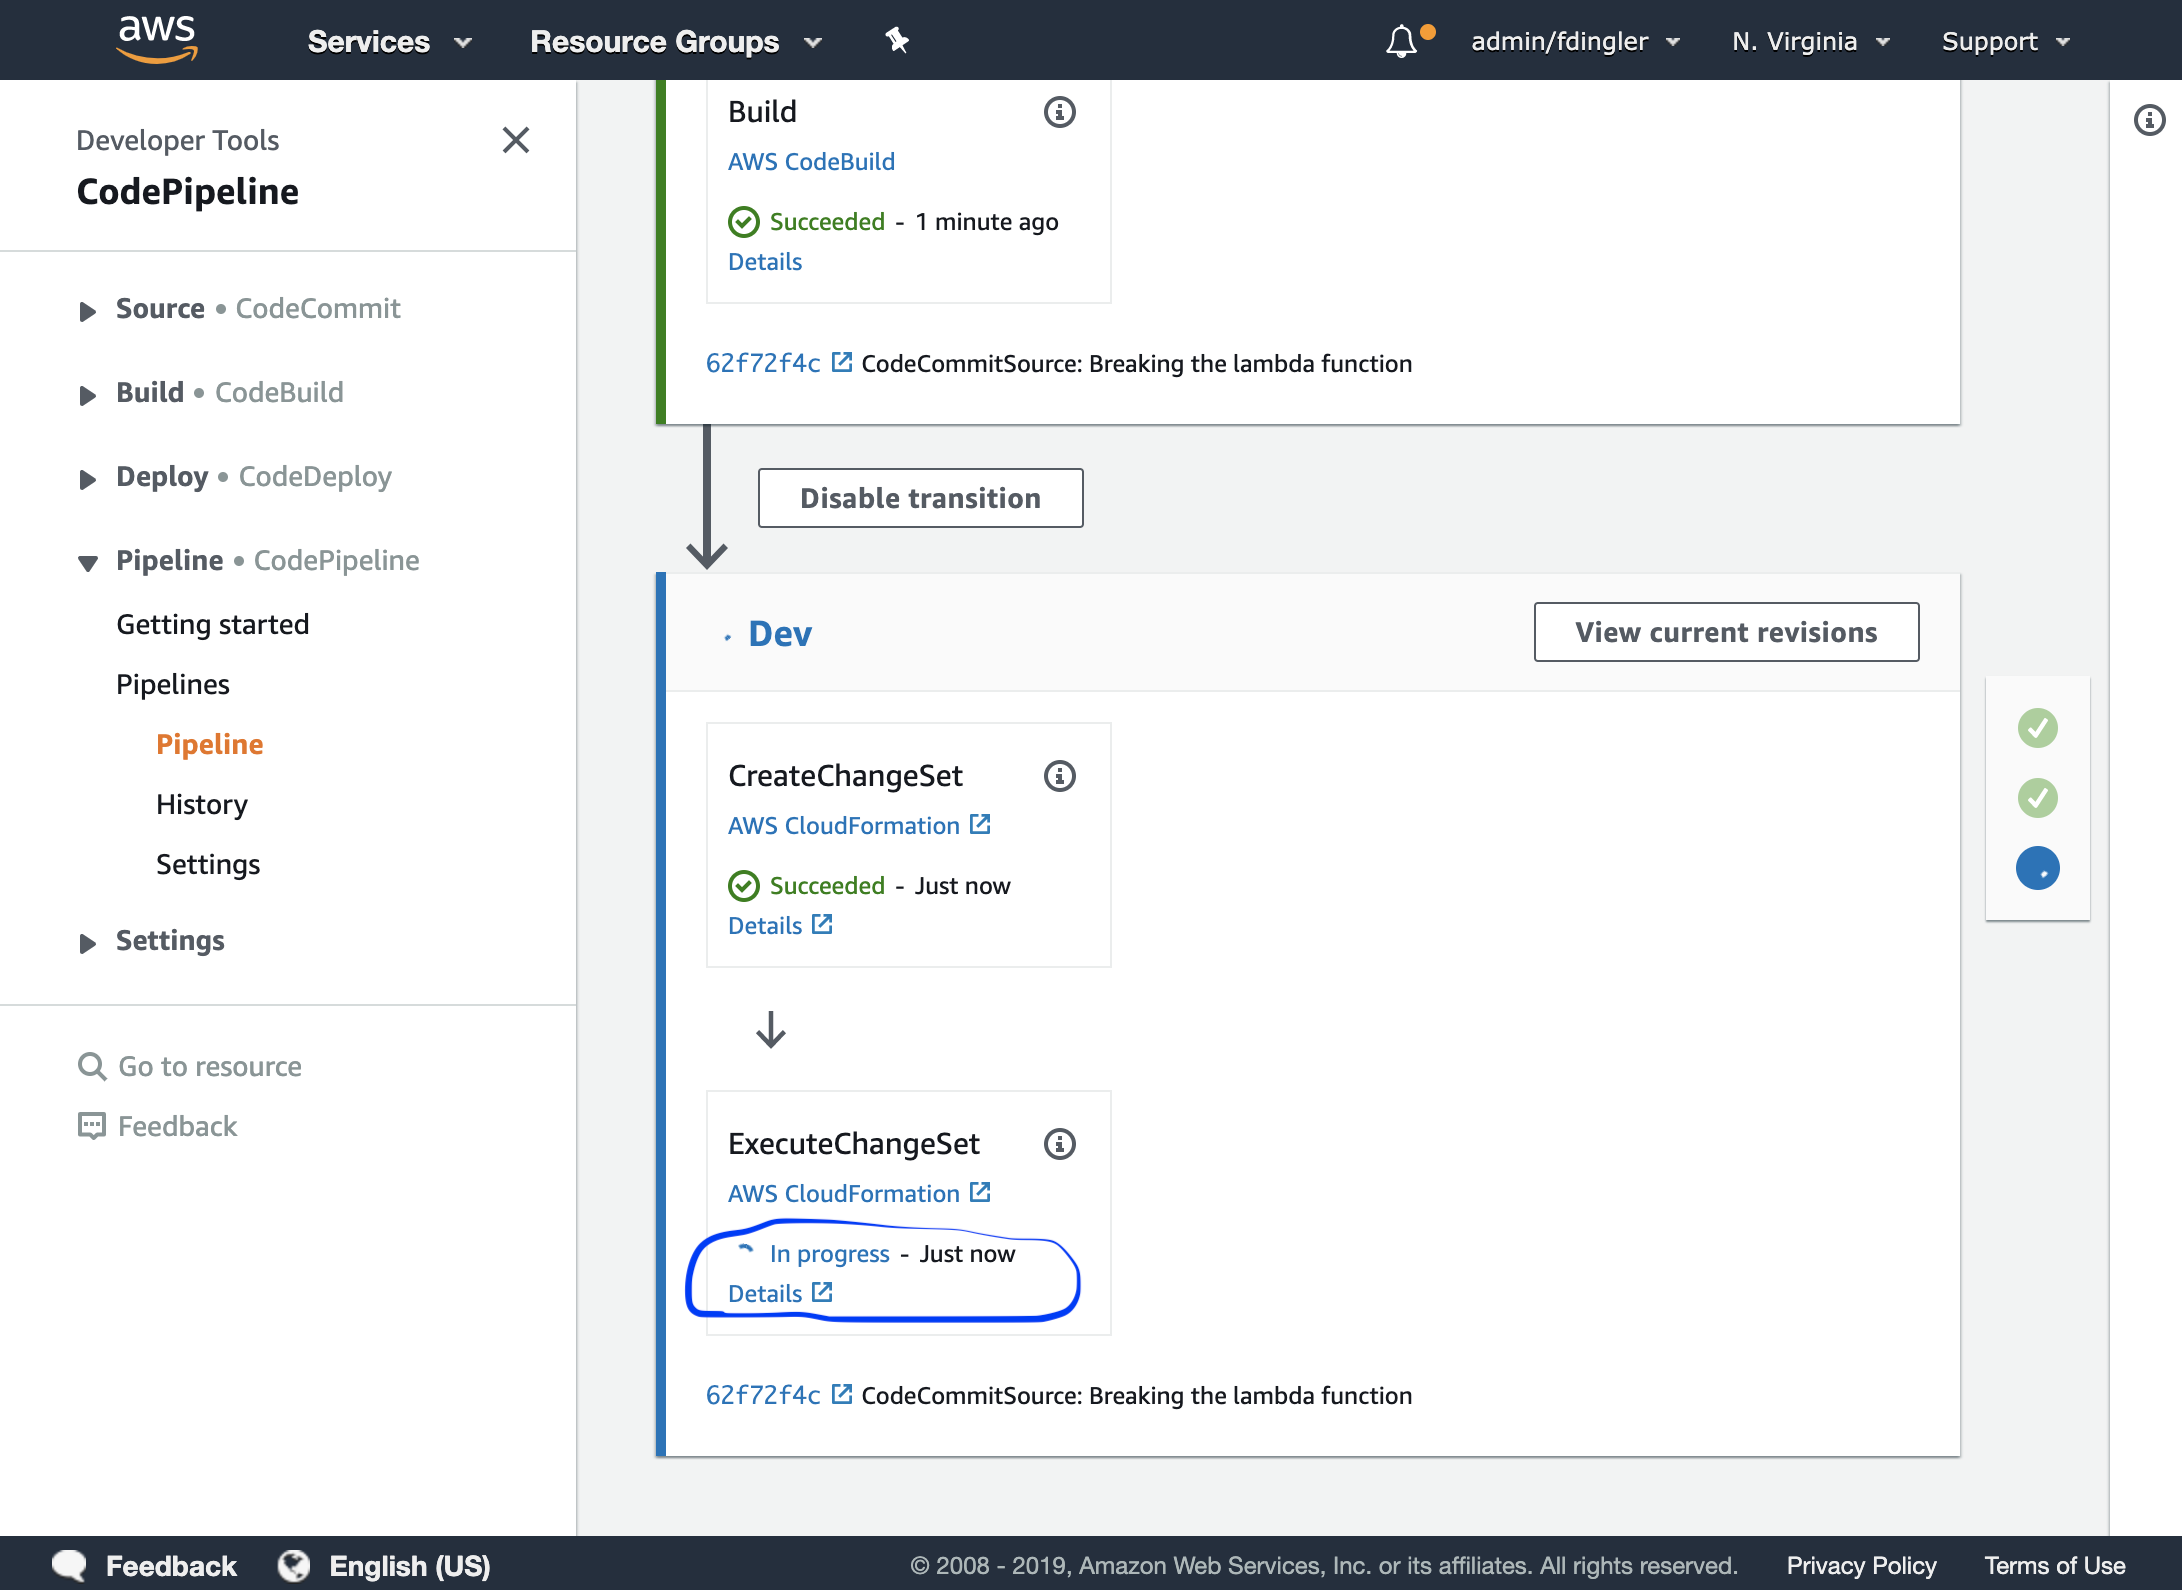 aws Services Resource Groups admin/fdingler N. Virginia Support
Developer Tools
CodePipeline
Source • CodeCommit
Build • CodeBuild
Deploy • CodeDeploy
Pipeline • CodePipeline
Getting started
Pipelines
Pipeline
History
Settings
Settings
Go to resource
Feedback
Build
AWS CodeBuild
Succeeded - 1 minute ago
Details
62f72f4c CodeCommitSource: Breaking the lambda function
Disable transition
Dev View current revisions
CreateChangeSet
AWS CloudFormation
Succeeded - Just now
Details
ExecuteChangeSet
AWS CloudFormation
In progress - Just now
Details
62f72f4c CodeCommitSource: Breaking the lambda function
Feedback English (US) © 2008 - 2019, Amazon Web Services, Inc. or its affiliates. All rights reserved. Privacy Policy Terms of Use